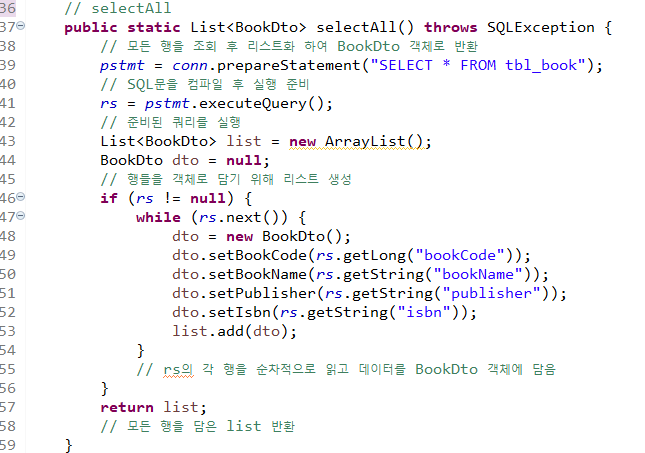 36 // selectAll
37 public static List<BookDto> selectAll() throws SQLException {
38 // 모든 행을 조회 후 리스트화 하여 BookDto 객체로 반환
39 pstmt = conn.prepareStatement("SELECT * FROM tbl_book");
40 // SQL문을 컴파일 후 실행 준비
41 rs = pstmt.executeQuery();
42 // 준비된 쿼리를 실행
43 List<BookDto> list = new ArrayList();
44 BookDto dto = null;
45 // 행들을 객체로 담기 위해 리스트 생성
46 if (rs != null) {
47 while (rs.next()) {
48 dto = new BookDto();
49 dto.setBookCode(rs.getLong("bookCode"));
50 dto.setBookName(rs.getString("bookName"));
51 dto.setPublisher(rs.getString("publisher"));
52 dto.setIsbn(rs.getString("isbn"));
53 list.add(dto);
54 }
55 // rs의 각 행을 순차적으로 읽고 데이터를 BookDto 객체에 담음
56 }
57 return list;
58 // 모든 행을 담은 list 반환
59 }